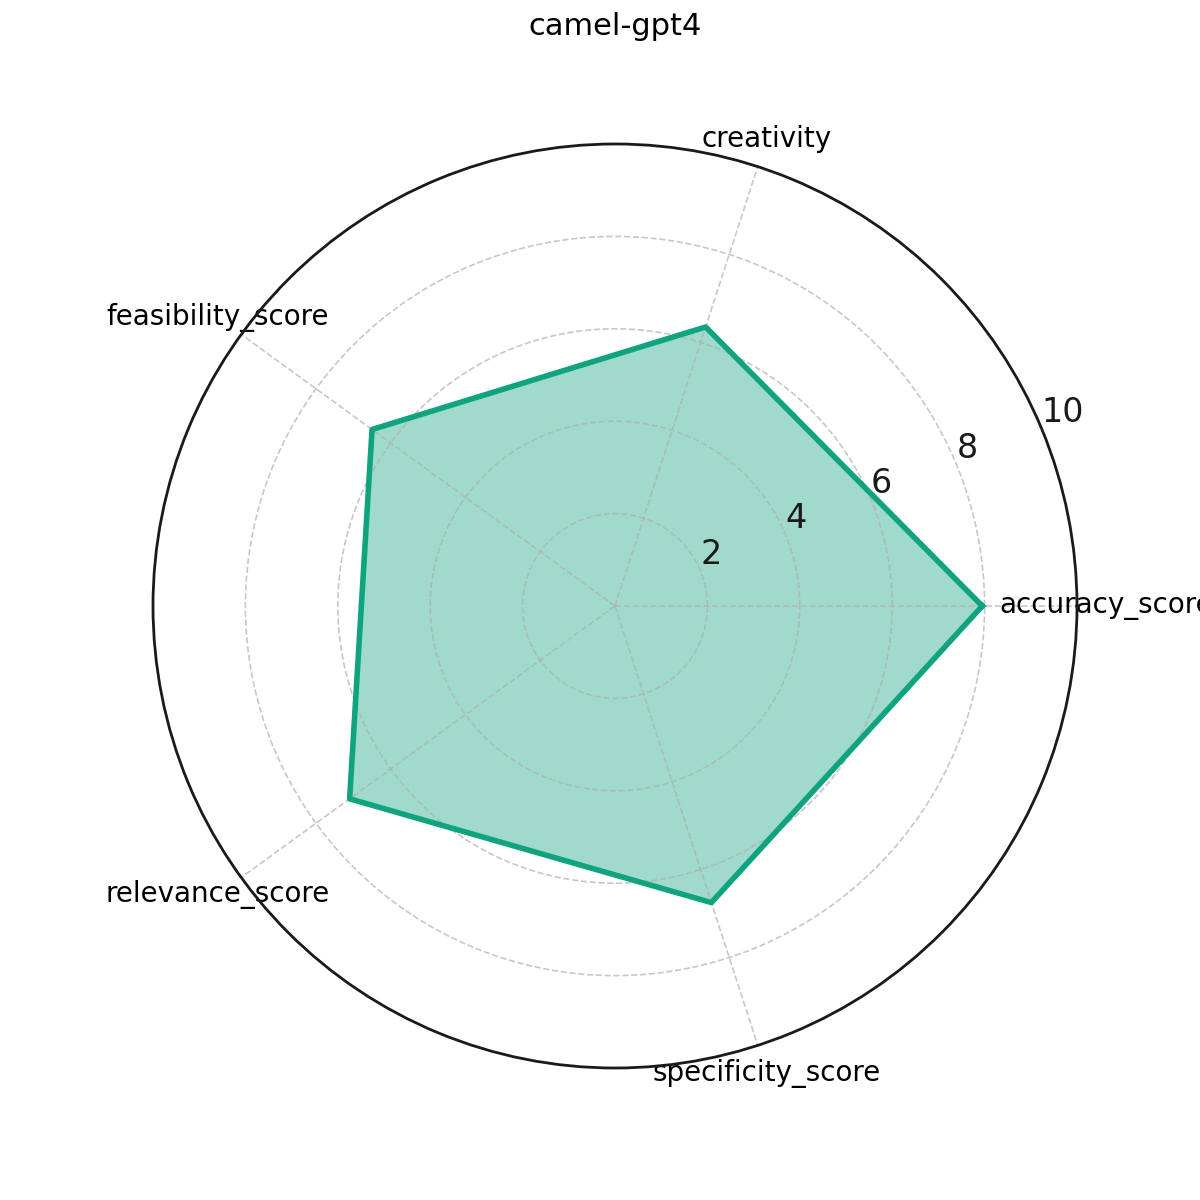 camel-gpt4
creativity
feasibility_score
10
8
6
4
2
accuracy_score
relevance_score
specificity_score